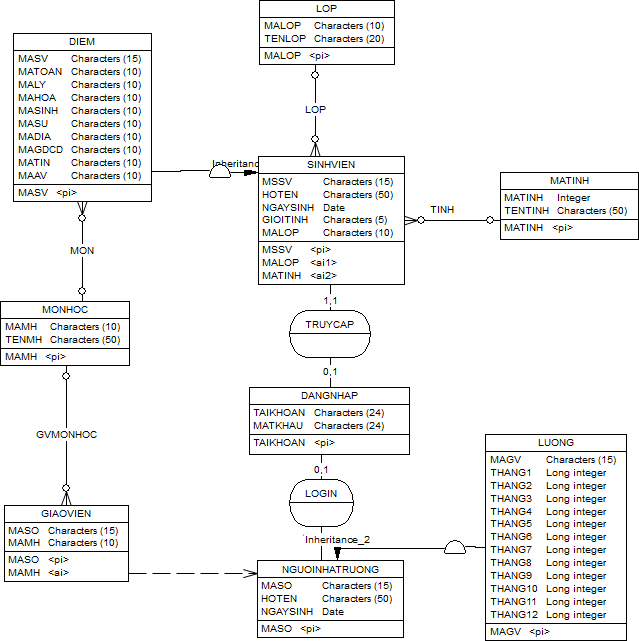 LOP
MALOP Characters (10)
TENLOP Characters (20)
MALOP <pi>
DIEM
MASV Characters (15)
MATOAN Characters (10)
MALY Characters (10)
MAHOA Characters (10)
MASINH Characters (10)
MASU Characters (10)
MADIA Characters (10)
MAGDCD Characters (10)
MATIN Characters (10)
MAAV Characters (10)
MASV <pi>
LOP
Inheritance
SINHVIEN
MSSV Characters (15)
HOTEN Characters (50)
NGAYSINH Date
GIOITINH Characters (5)
MALOP Characters (10)
MSSV <pi>
MALOP <ai1>
MATINH <ai2>
TINH
MATINH
MATINH Integer
TENTINH Characters (50)
MATINH <pi>
MON
1,1
TRUYCAP
0,1
MONHOC
MAMH Characters (10)
TENMH Characters (50)
MAMH <pi>
DANGNHAP
TAIKHOAN Characters (24)
MATKHAU Characters (24)
TAIKHOAN <pi>
GVMONHOC
0,1
LOGIN
Inheritance_2
LUONG
MAGV Characters (15)
THANG1 Long integer
THANG2 Long integer
THANG3 Long integer
THANG4 Long integer
THANG5 Long integer
THANG6 Long integer
THANG7 Long integer
THANG8 Long integer
THANG9 Long integer
THANG10 Long integer
THANG11 Long integer
THANG12 Long integer
MAGV <pi>
GIAOVIEN
MASO Characters (15)
MAMH Characters (10)
MASO <pi>
MAMH <ai>
NGUOINHATRUONG
MASO Characters (15)
HOTEN Characters (50)
NGAYSINH Date
MASO <pi>